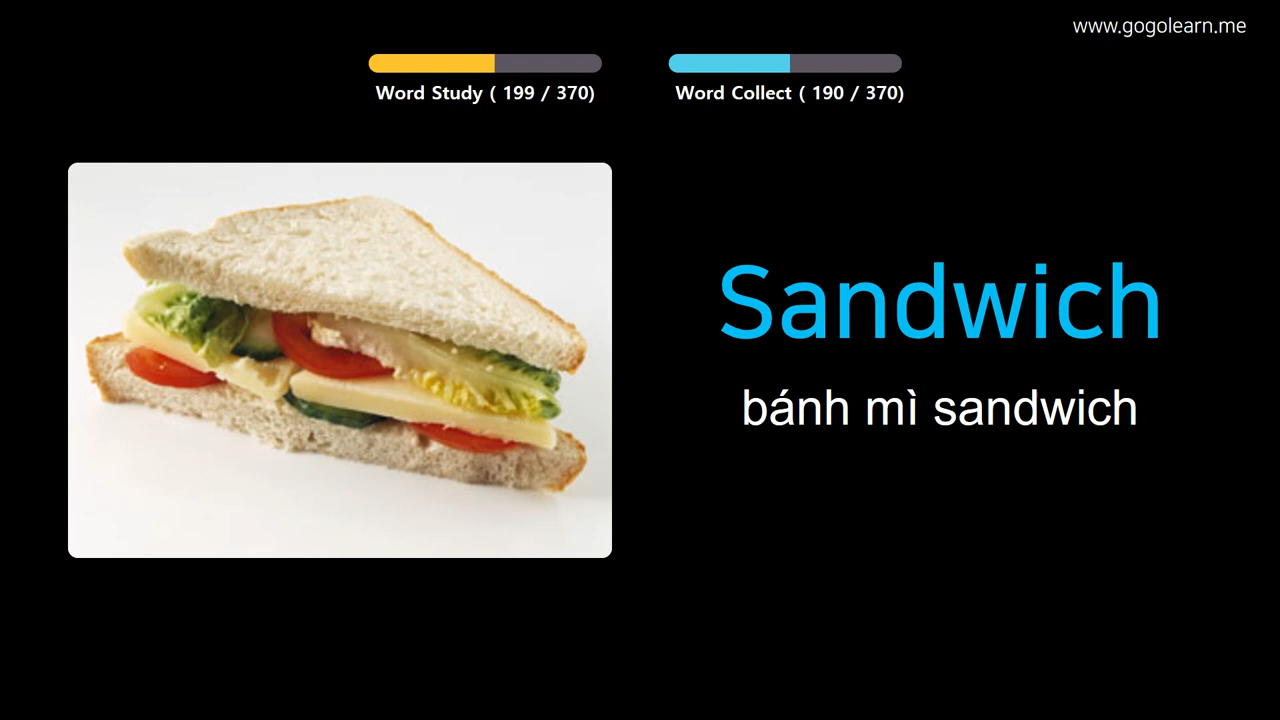 www.gogolearn.me
Word Study ( 199 / 370)
Word Collect ( 190 / 370)
Sandwich
bánh mì sandwich